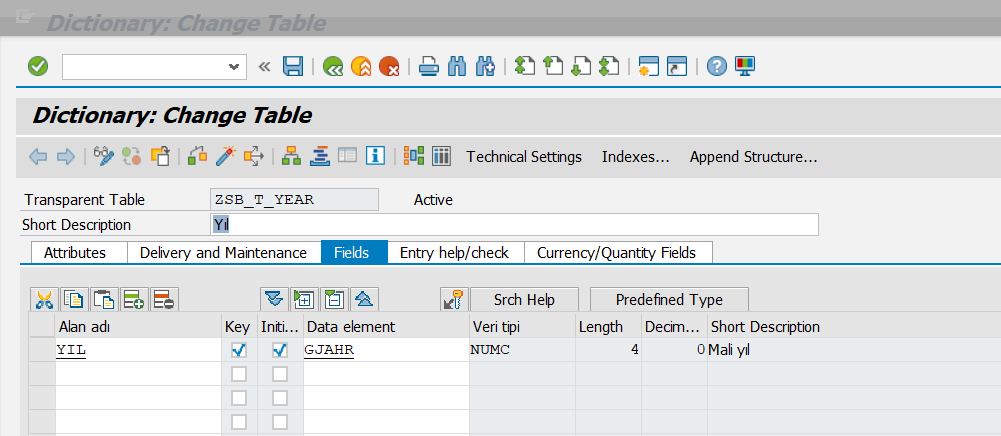 Dictionary: Change Table
Dictionary: Change Table
Technical Settings Indexes... Append Structure...
Transparent Table ZSB_T_YEAR Active
Short Description Yıl
Attributes Delivery and Maintenance Fields Entry help/check Currency/Quantity Fields
Srch Help Predefined Type
Alan adı Key Initi... Data element Veri tipi Length Decim... Short Description
YIL GJAHR NUMC 4 0 Mali yıl